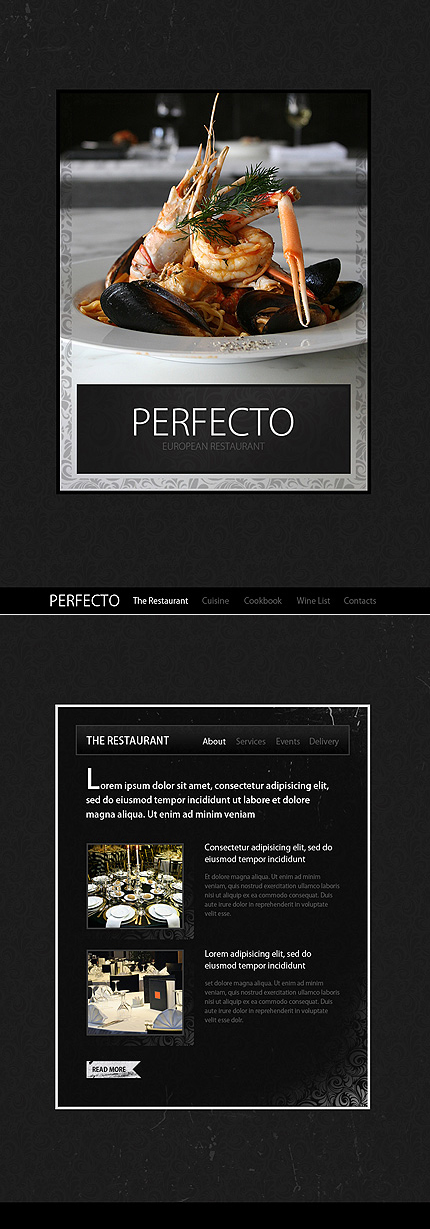 PERFECTO
EUROPEAN RESTAURANT
PERFECTO The Restaurant Cuisine Cookbook Wine List Contacts
THE RESTAURANT About Services Events Delivery
Lorem ipsum dolor sit amet, consectetur adipisicing elit,
sed do eiusmod tempor incididunt ut labore et dolore
magna aliqua. Ut enim ad minim veniam
Consectetur adipisicing elit, sed do
eiusmod tempor incididunt
Et dolore magna aliqua. Ut enim ad minim
veniam, quis nostrud exercitation ullamco laboris
nisi ut aliquip ex ea commodo consequat. Duis
aute irure dolor in reprehenderit in voluptate
velit esse.
Lorem adipisicing elit, sed do
eiusmod tempor incididunt
set dolore magna aliqua. Ut enim ad minim
veniam, quis nostrud exercitation ullamco laboris
nisi ut aliquip ex ea commodo consequat. Duis
aute irure dolor in reprehenderit in voluptate
velit esse dolr.
READ MORE